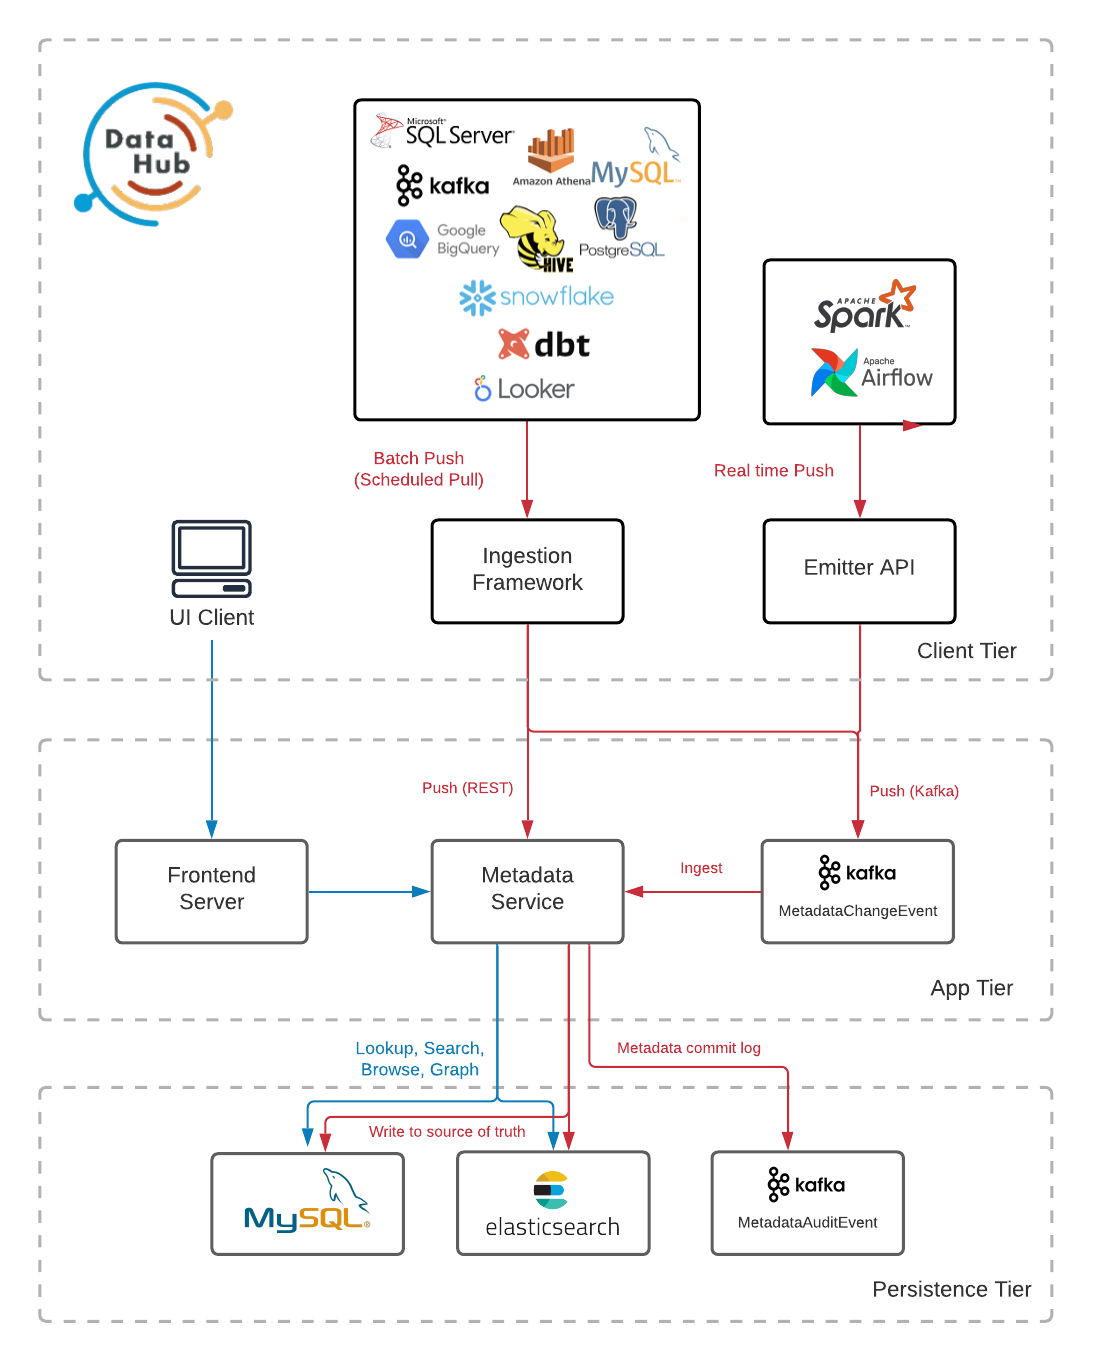 Data
Hub
Microsoft®
SQL Server®
Amazon Athena
MySQL™
kafka
Google
BigQuery
HIVE
PostgreSQL
snowflake
dbt
Looker
APACHE
Spark™
Apache
Airflow
Batch Push
(Scheduled Pull)
Real time Push
Ingestion
Framework
Emitter API
UI Client
Client Tier
Push (REST)
Push (Kafka)
Frontend
Server
Metadata
Service
Ingest
kafka
MetadataChangeEvent
App Tier
Lookup, Search,
Browse, Graph
Metadata commit log
Write to source of truth
MySQL®
elasticsearch
kafka
MetadataAuditEvent
Persistence Tier